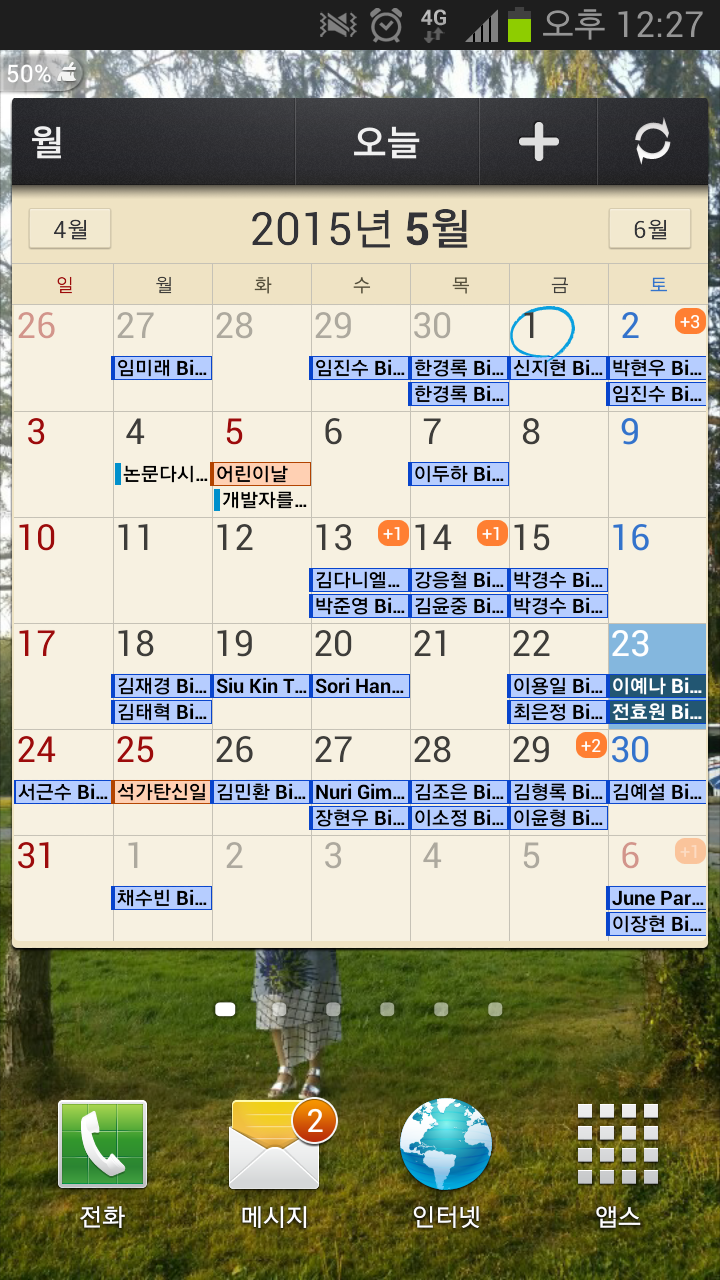 4G 오후 12:27
50%
월 오늘 +
4월 2015년 5월 6월
일 월 화 수 목 금 토
26 27 28 29 30 1 2 +3
임미래 Bi... 임진수 Bi... 한경록 Bi... 신지현 Bi... 박현우 Bi...
한경록 Bi... 임진수 Bi...
3 4 5 6 7 8 9
논문다시... 어린이날 이두하 Bi...
개발자를...
10 11 12 13 +1 14 +1 15 16
김다니엘... 강응철 Bi... 박경수 Bi...
박준영 Bi... 김윤중 Bi... 박경수 Bi...
17 18 19 20 21 22 23
김재경 Bi... Siu Kin T... Sori Han... 이용일 Bi... 이예나 Bi...
김태혁 Bi... 최은정 Bi... 전효원 Bi...
24 25 26 27 28 29 +2 30
서근수 Bi... 석가탄신일 김민환 Bi... Nuri Gim... 김조은 Bi... 김형록 Bi... 김예설 Bi...
장현우 Bi... 이소정 Bi... 이윤형 Bi...
31 1 2 3 4 5 6 +1
채수빈 Bi... June Par...
이장현 Bi...
2
전화 메시지 인터넷 앱스